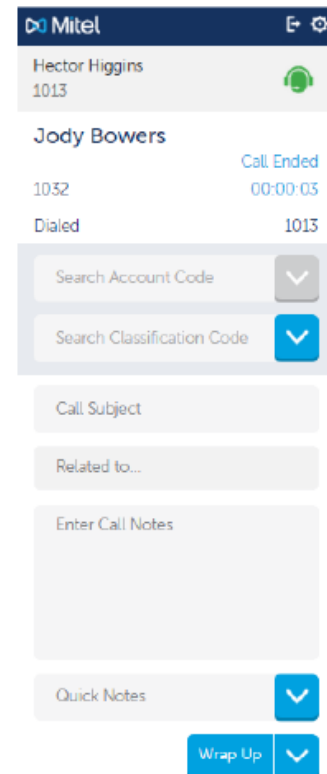 Mitel
Hector Higgins
1013
Jody Bowers
Call Ended
1032 00:00:03
Dialed 1013
Search Account Code
Search Classification Code
Call Subject
Related to...
Enter Call Notes
Quick Notes
Wrap Up